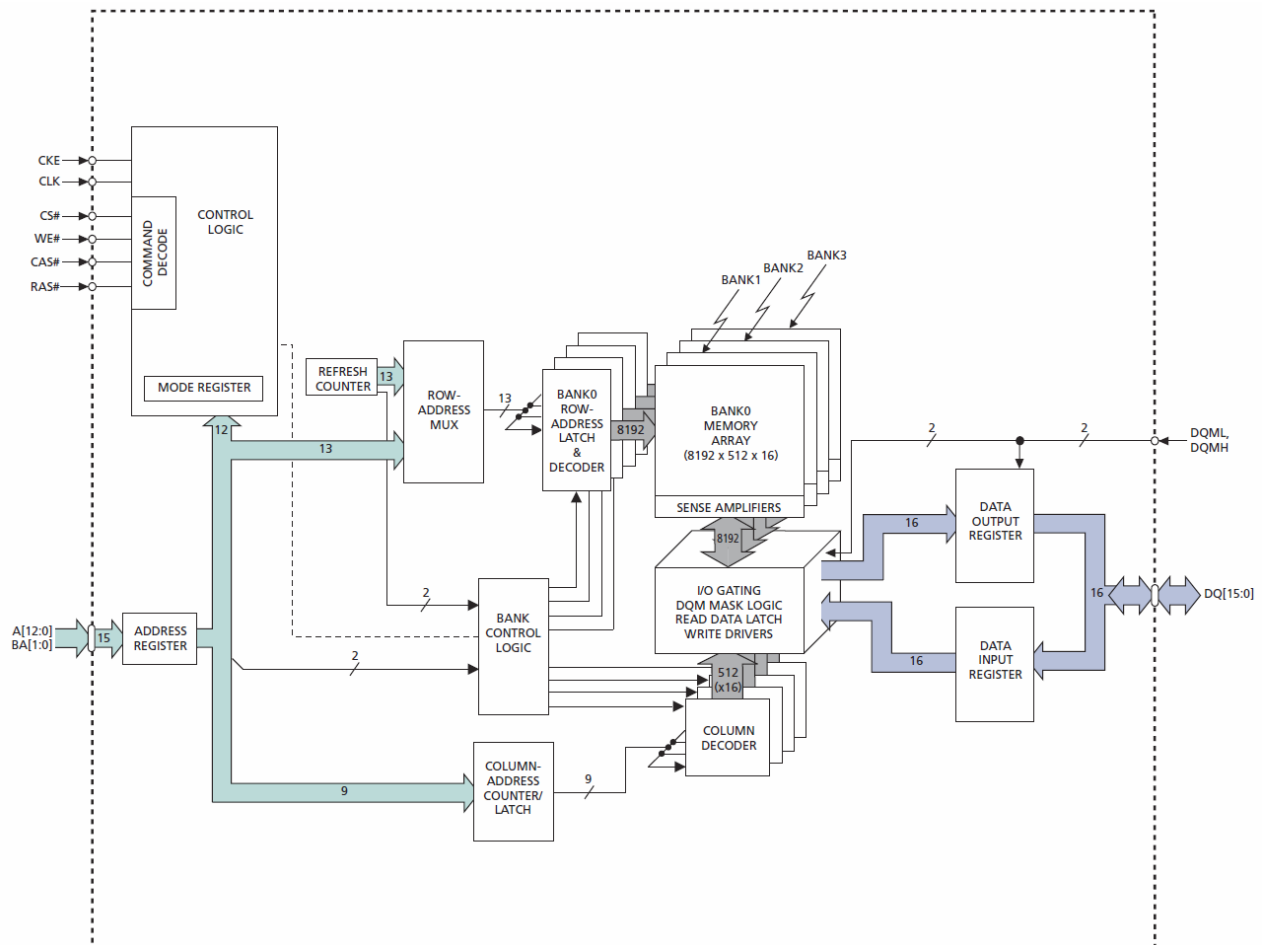 CKE
CLK
CS#
WE#
CAS#
RAS#
COMMAND
DECODE
CONTROL
LOGIC
MODE REGISTER
12
13
REFRESH
COUNTER
13
ROW-
ADDRESS
MUX
13
BANK0
ROW-
ADDRESS
LATCH
&
DECODER
8192
BANK1
BANK2
BANK3
BANK0
MEMORY
ARRAY
(8192 x 512 x 16)
SENSE AMPLIFIERS
8192
I/O GATING
DQM MASK LOGIC
READ DATA LATCH
WRITE DRIVERS
2
2
DQML,
DQMH
16
DATA
OUTPUT
REGISTER
16
DQ[15:0]
16
DATA
INPUT
REGISTER
A[12:0]
BA[1:0]
15
ADDRESS
REGISTER
2
2
BANK
CONTROL
LOGIC
512
(x16)
COLUMN
DECODER
9
COLUMN-
ADDRESS
COUNTER/
LATCH
9